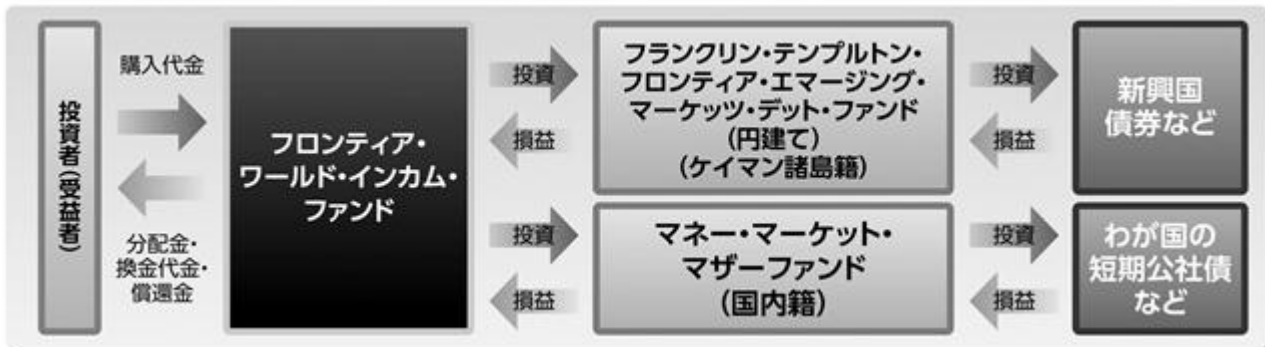 投資者(受益者)
購入代金
分配金・
換金代金・
償還金
フロンティア・
ワールド・インカム・
ファンド
投資
損益
フランクリン・テンプルトン・
フロンティア・エマージング・
マーケッツ・デット・ファンド
(円建て)
(ケイマン諸島籍)
投資
損益
新興国
債券など
投資
損益
マネー・マーケット・
マザーファンド
(国内籍)
投資
損益
わが国の
短期公社債
など